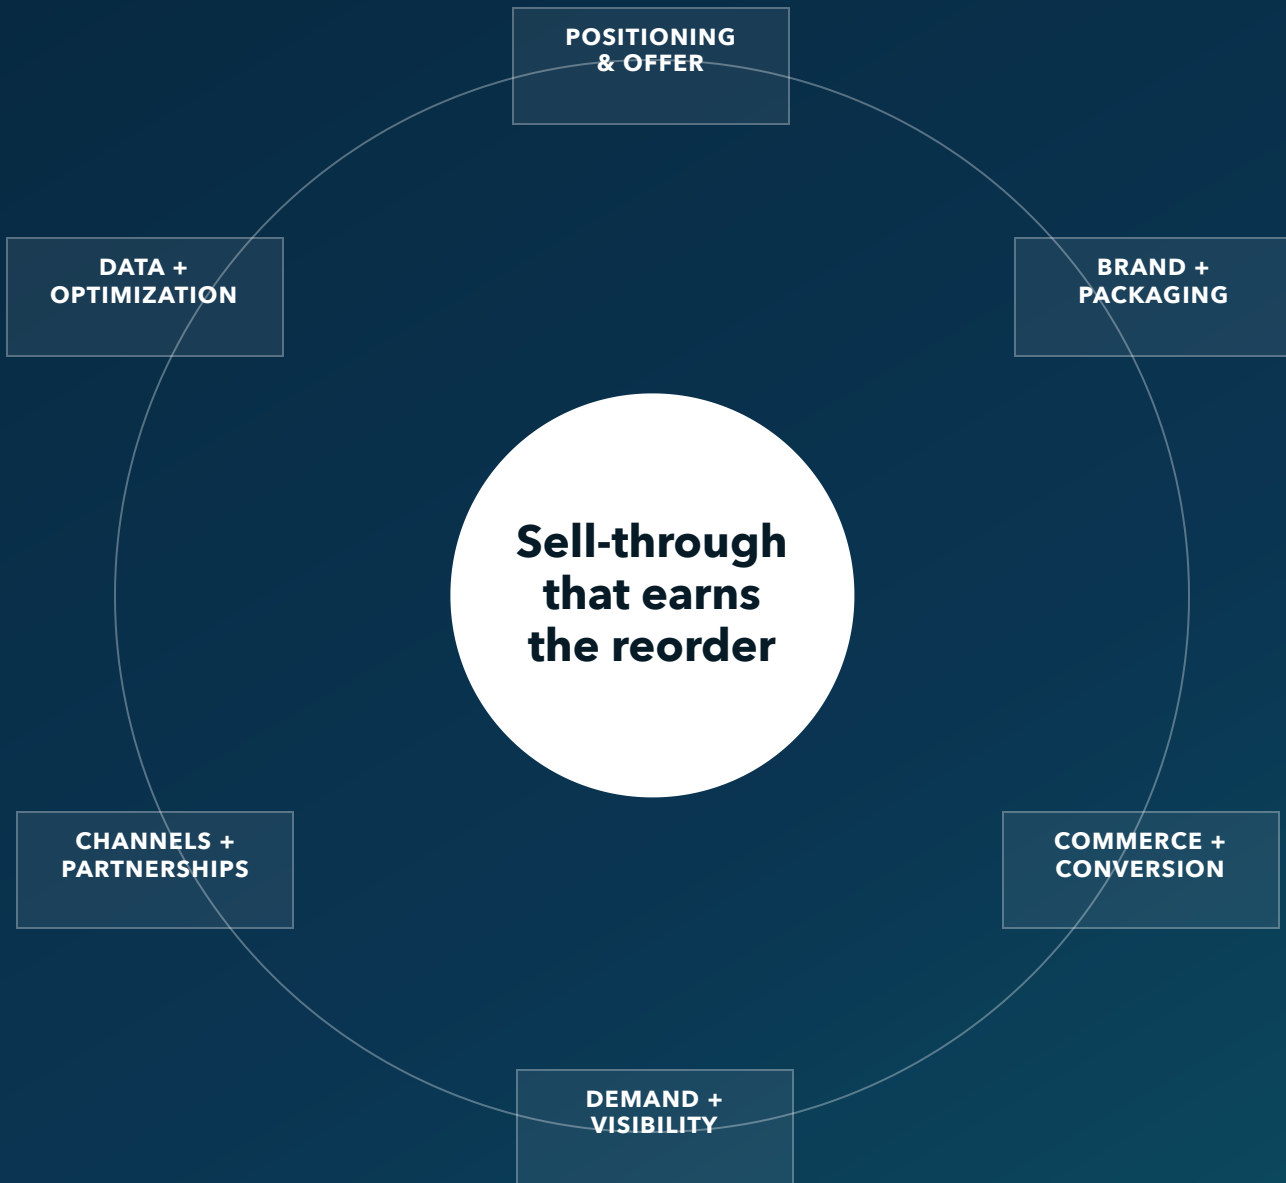 POSITIONING
& OFFER
DATA +
OPTIMIZATION
BRAND +
PACKAGING
Sell-through
that earns
the reorder
CHANNELS +
PARTNERSHIPS
COMMERCE +
CONVERSION
DEMAND +
VISIBILITY